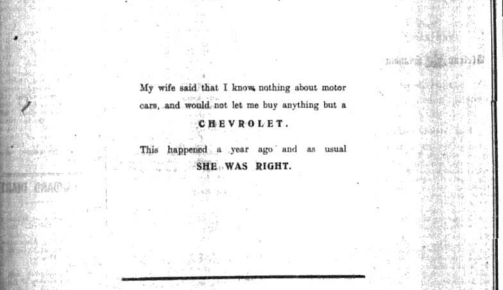 My wife said that I know nothing about motor
cars, and would not let me buy anything but a
CHEVROLET.
This happened a year ago and as usual
SHE WAS RIGHT.